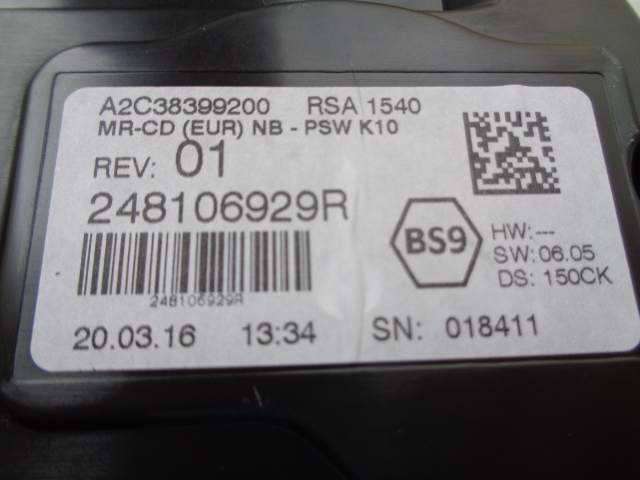 A2C38399200 RSA 1540
MR-CD (EUR) NB - PSW K10
REV: 01
248106929R
BS9
HW:---
SW: 06.05
DS: 150CK
248106929R
20.03.16 13:34 SN: 018411